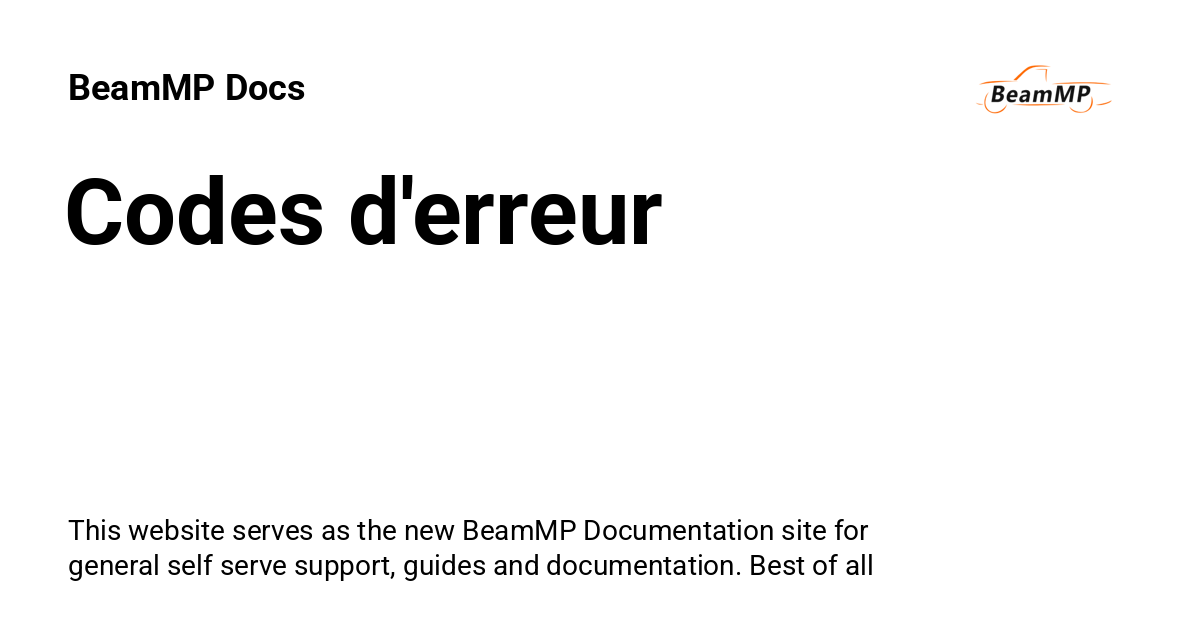 BeamMP Docs
BeamMP
Codes d'erreur
This website serves as the new BeamMP Documentation site for
general self serve support, guides and documentation. Best of all